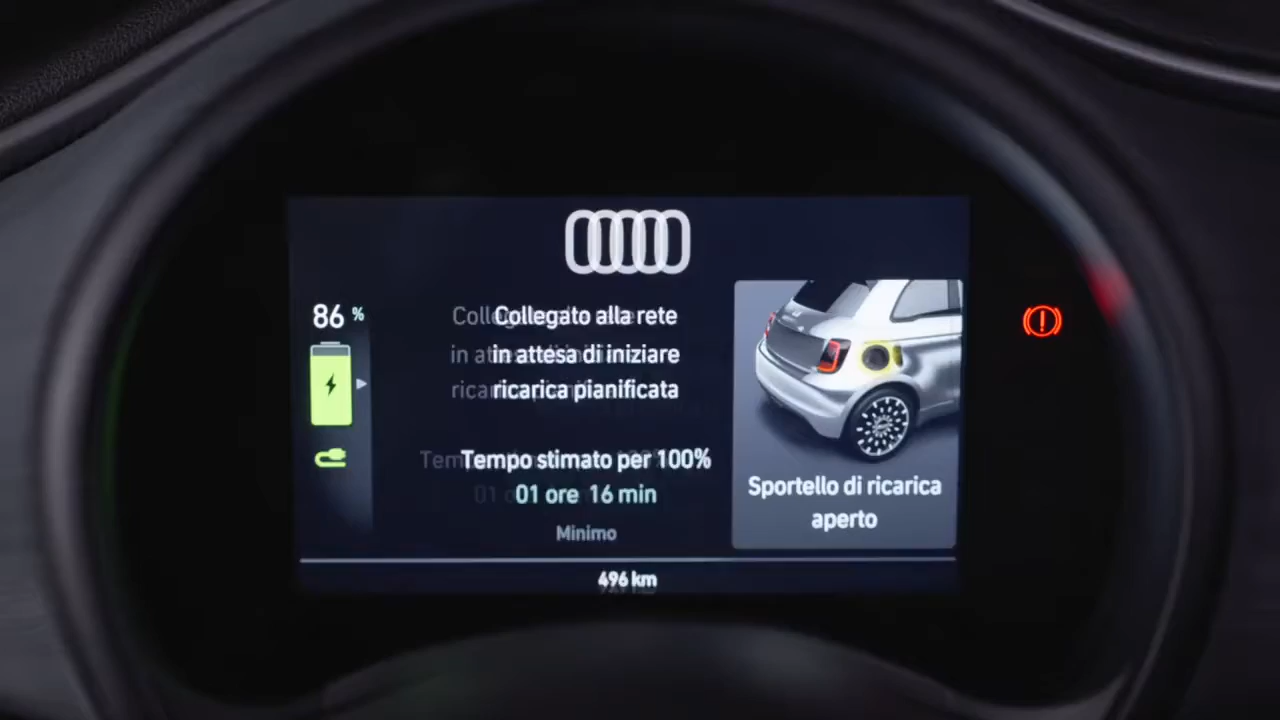 86 %
Collegato alla rete
in attesa di iniziare
ricarica pianificata
Tempo stimato per 100%
01 ore 16 min
Minimo
496 km
Sportello di ricarica
aperto